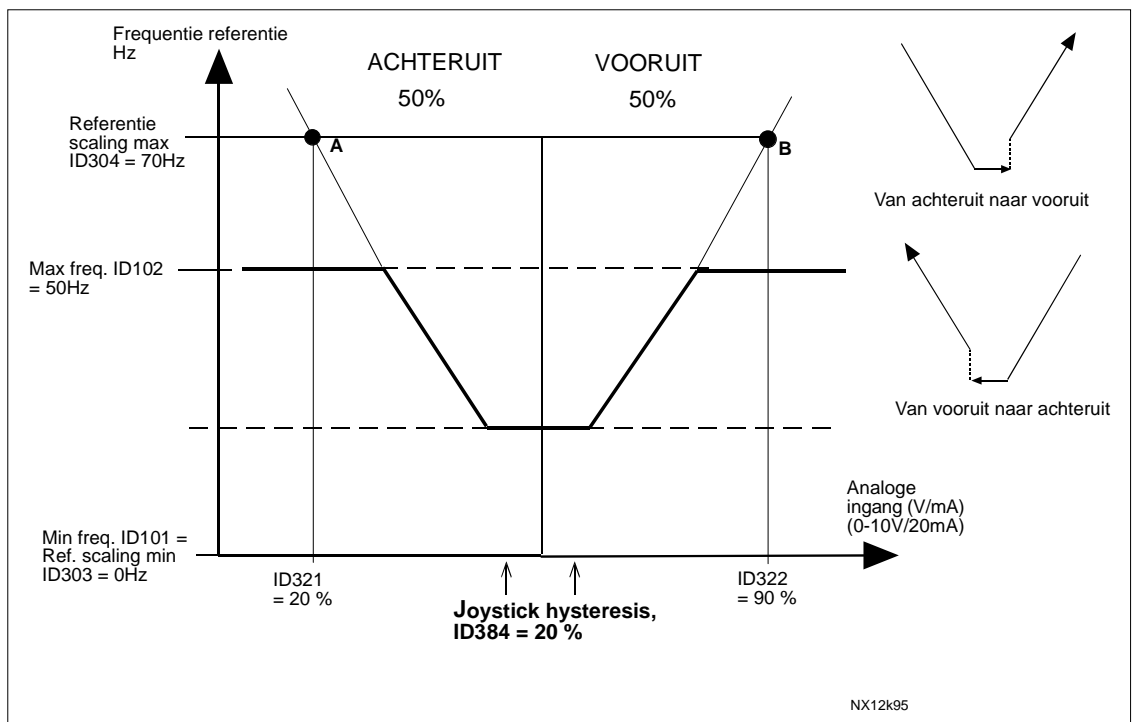 Frequentie referentie
Hz
ACHTERUIT
VOORUIT
50%
50%
Referentie
scaling max
ID304 = 70Hz
A
B
Van achteruit naar vooruit
Max freq. ID102
= 50Hz
Van vooruit naar achteruit
Analoge
ingang (V/mA)
(0-10V/20mA)
Min freq. ID101 =
Ref. scaling min
ID303 = 0Hz
ID321
= 20 %
ID322
= 90 %
Joystick hysteresis,
ID384 = 20 %
NX12k95